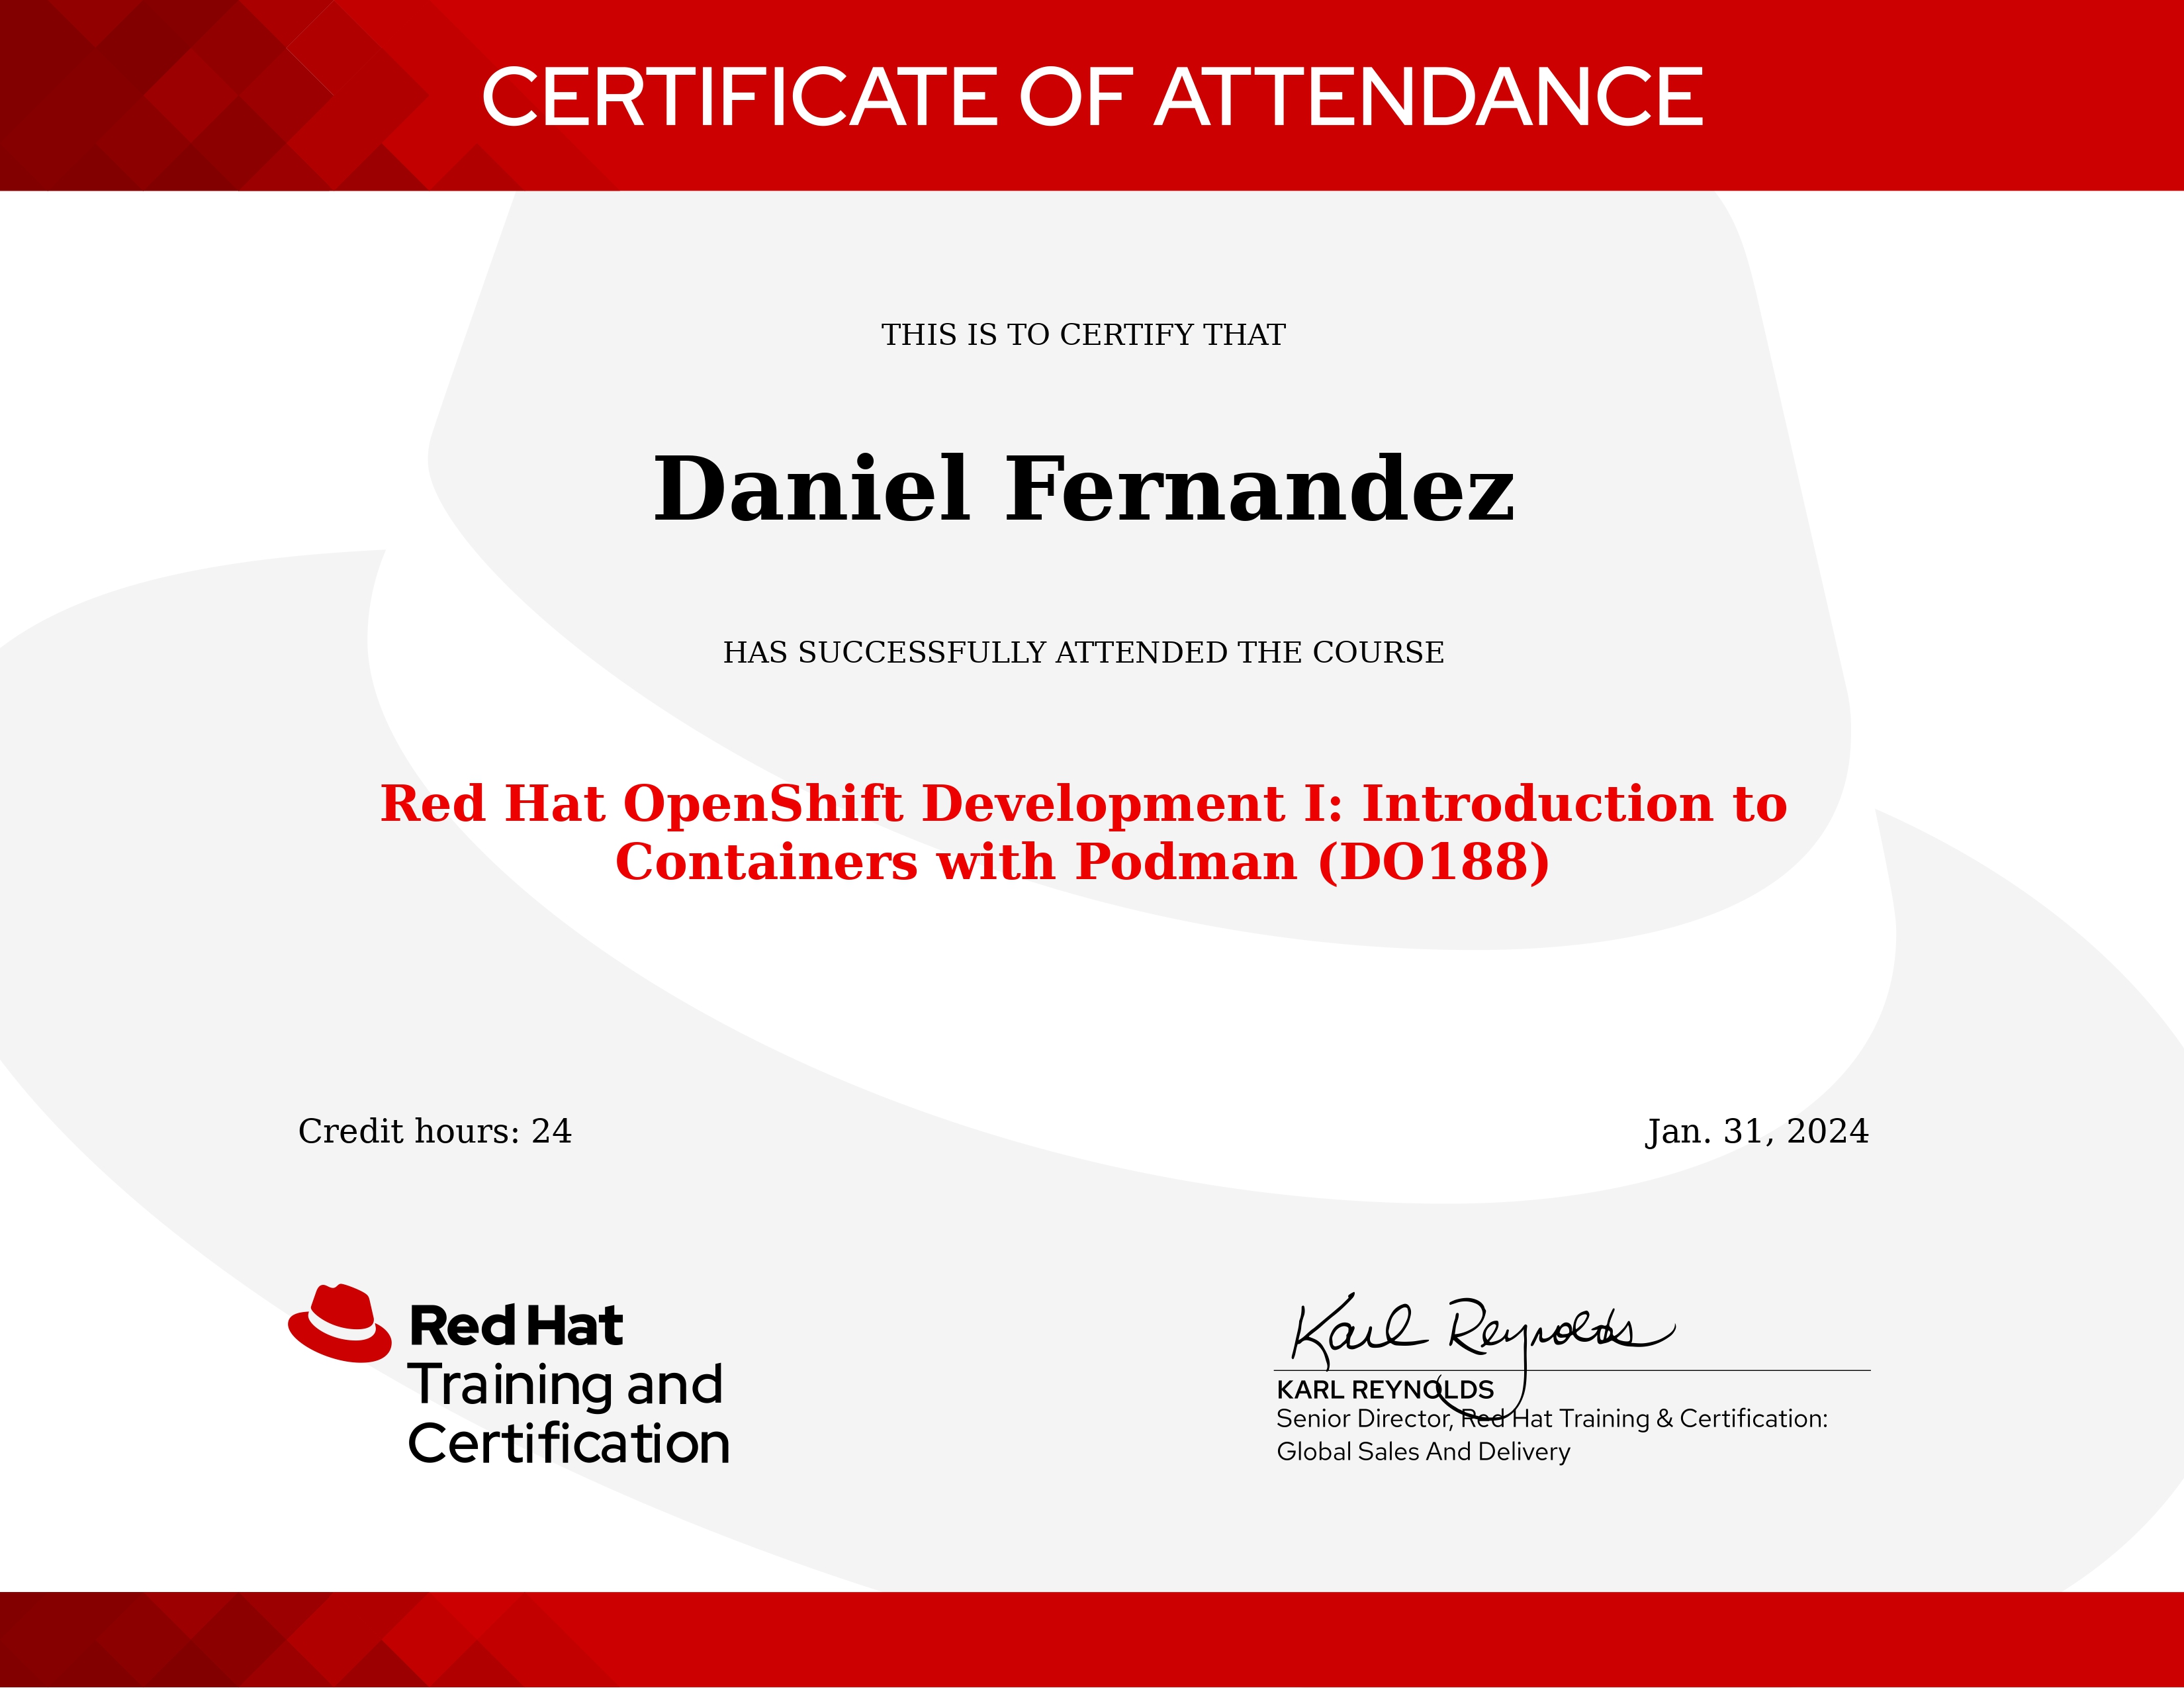 CERTIFICATE OF ATTENDANCE
THIS IS TO CERTIFY THAT
Daniel Fernandez
HAS SUCCESSFULLY ATTENDED THE COURSE
Red Hat OpenShift Development I: Introduction to
Containers with Podman (DO188)
Credit hours: 24
Jan. 31, 2024
Red Hat
Training and
Certification
Karl Reynolds
KARL REYNOLDS
Senior Director, Red Hat Training & Certification:
Global Sales And Delivery